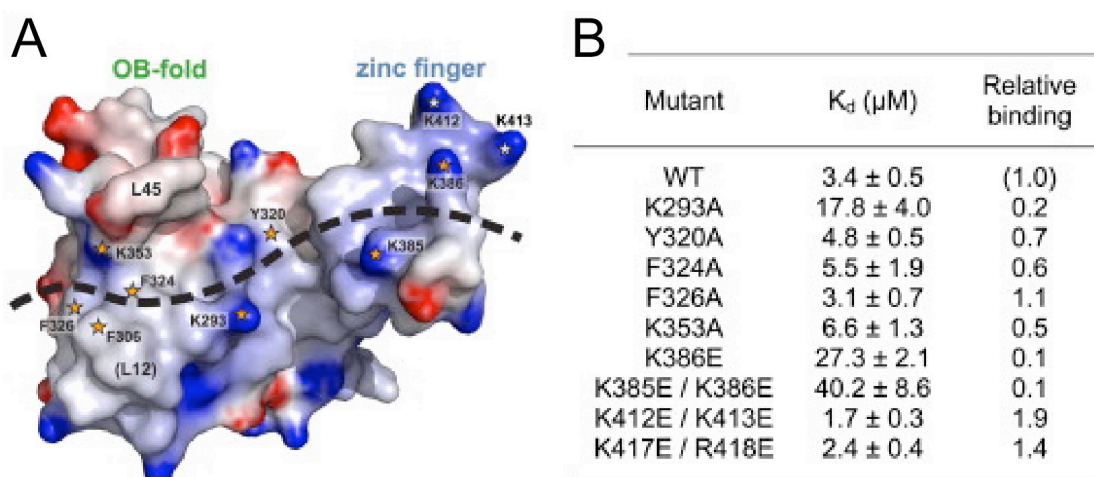 A
OB-fold
zinc finger
K412
K413
L45
K386
Y320
K353
K385
F324
F326
F306
K293
(L12)
B
Mutant Kd (µM) Relative binding
WT 3.4 ± 0.5 (1.0)
K293A 17.8 ± 4.0 0.2
Y320A 4.8 ± 0.5 0.7
F324A 5.5 ± 1.9 0.6
F326A 3.1 ± 0.7 1.1
K353A 6.6 ± 1.3 0.5
K386E 27.3 ± 2.1 0.1
K385E / K386E 40.2 ± 8.6 0.1
K412E / K413E 1.7 ± 0.3 1.9
K417E / R418E 2.4 ± 0.4 1.4